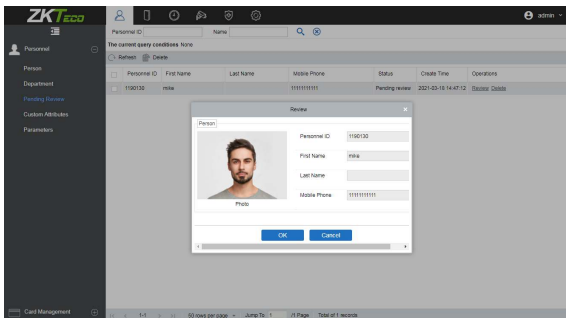 ZKTECO
admin
Personnel ID Name
Personnel
The current query conditions None
Refresh Delete
Person
Personnel ID First Name Last Name Mobile Phone Status Create Time Operations
Department
1190130 mike 11111111111 Pending review 2021-03-18 14:47:12 Review Delete
Pending Review
Custom Attributes
Parameters
Review
Person
Personnel ID 1190130
First Name mike
Last Name
Mobile Phone 11111111111
Photo
OK Cancel
Card Management
1-1 50 rows per page Jump To 1 /1 Page Total of 1 records